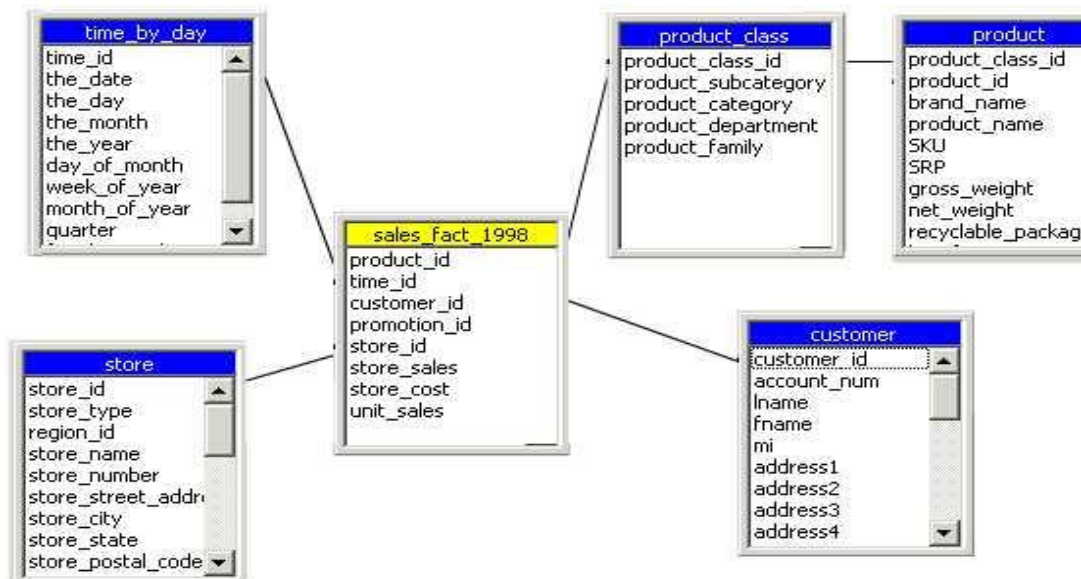 time_by_day
time_id
the_date
the_day
the_month
the_year
day_of_month
week_of_year
month_of_year
quarter
product_class
product_class_id
product_subcategory
product_category
product_department
product_family
product
product_class_id
product_id
brand_name
product_name
SKU
SRP
gross_weight
net_weight
recyclable_packag
sales_fact_1998
product_id
time_id
customer_id
promotion_id
store_id
store_sales
store_cost
unit_sales
store
store_id
store_type
region_id
store_name
store_number
store_street_addr
store_city
store_state
store_postal_code
customer
customer_id
account_num
lname
fname
mi
address1
address2
address3
address4